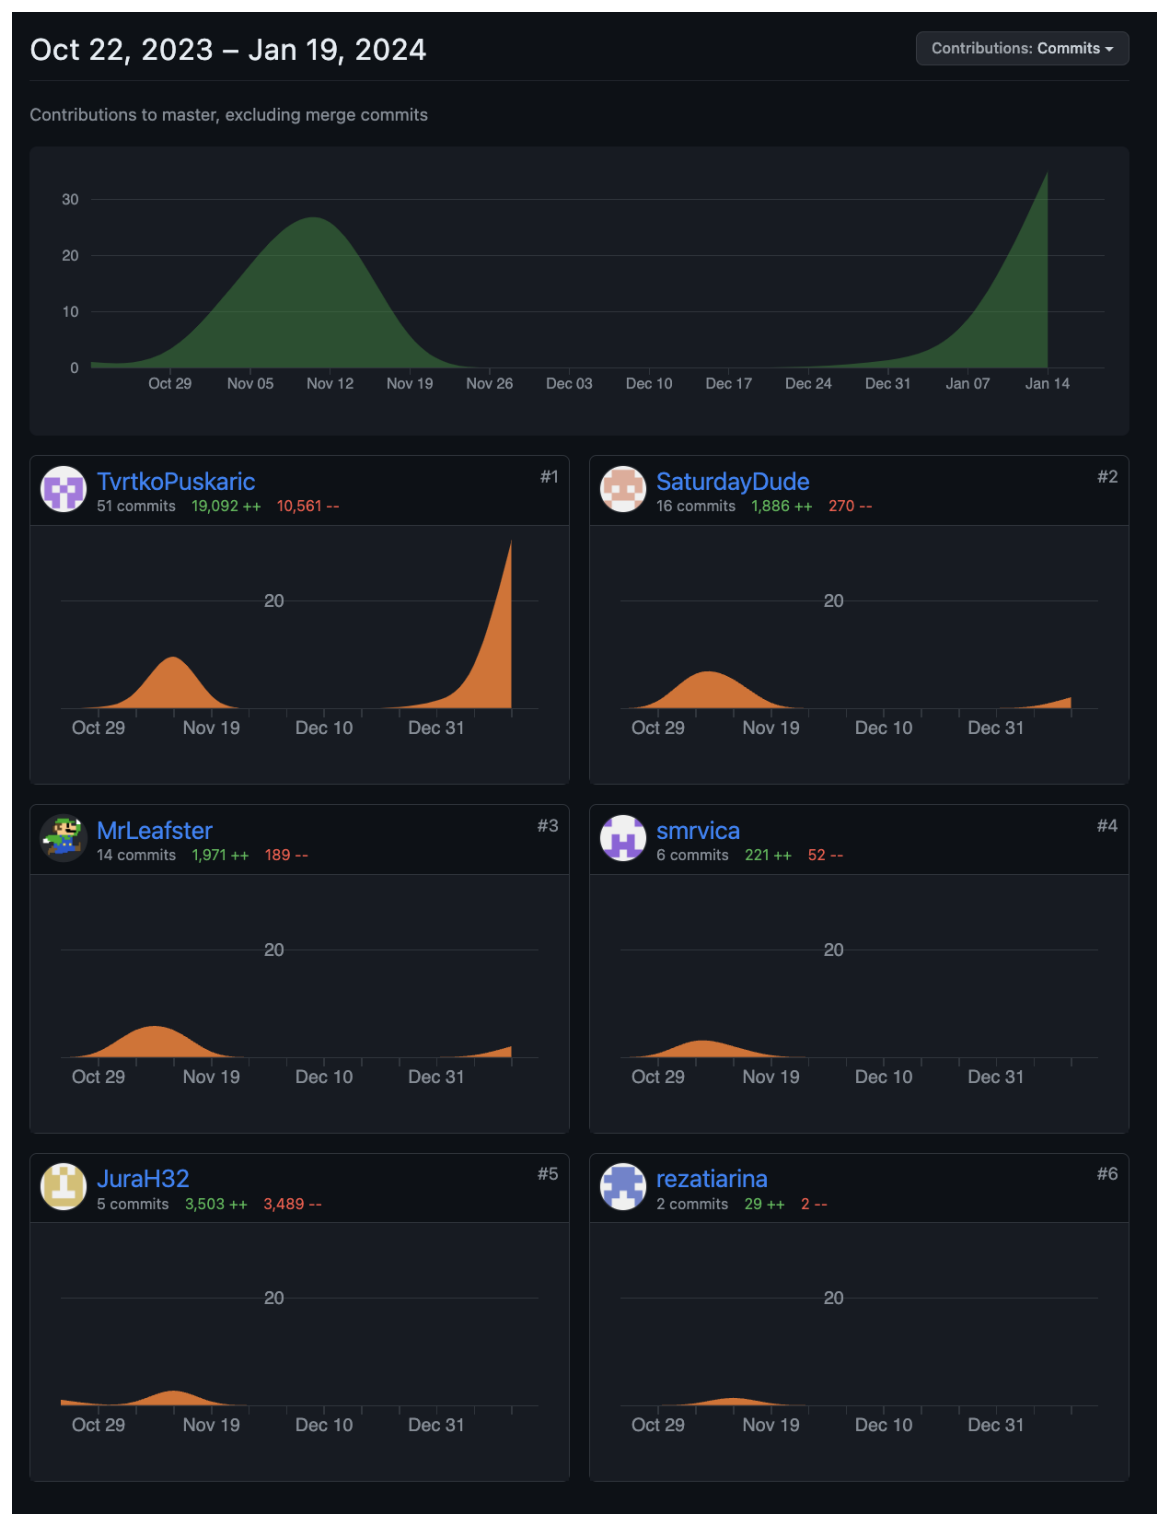 Oct 22, 2023 – Jan 19, 2024
Contributions: Commits
Contributions to master, excluding merge commits
30
20
10
0
Oct 29 Nov 05 Nov 12 Nov 19 Nov 26 Dec 03 Dec 10 Dec 17 Dec 24 Dec 31 Jan 07 Jan 14
TvrtkoPuskaric #1
51 commits 19,092 ++ 10,561 --
20
Oct 29 Nov 19 Dec 10 Dec 31
SaturdayDude #2
16 commits 1,886 ++ 270 --
20
Oct 29 Nov 19 Dec 10 Dec 31
MrLeafster #3
14 commits 1,971 ++ 189 --
20
Oct 29 Nov 19 Dec 10 Dec 31
smrvica #4
6 commits 221 ++ 52 --
20
Oct 29 Nov 19 Dec 10 Dec 31
JuraH32 #5
5 commits 3,503 ++ 3,489 --
20
Oct 29 Nov 19 Dec 10 Dec 31
rezatiarina #6
2 commits 29 ++ 2 --
20
Oct 29 Nov 19 Dec 10 Dec 31